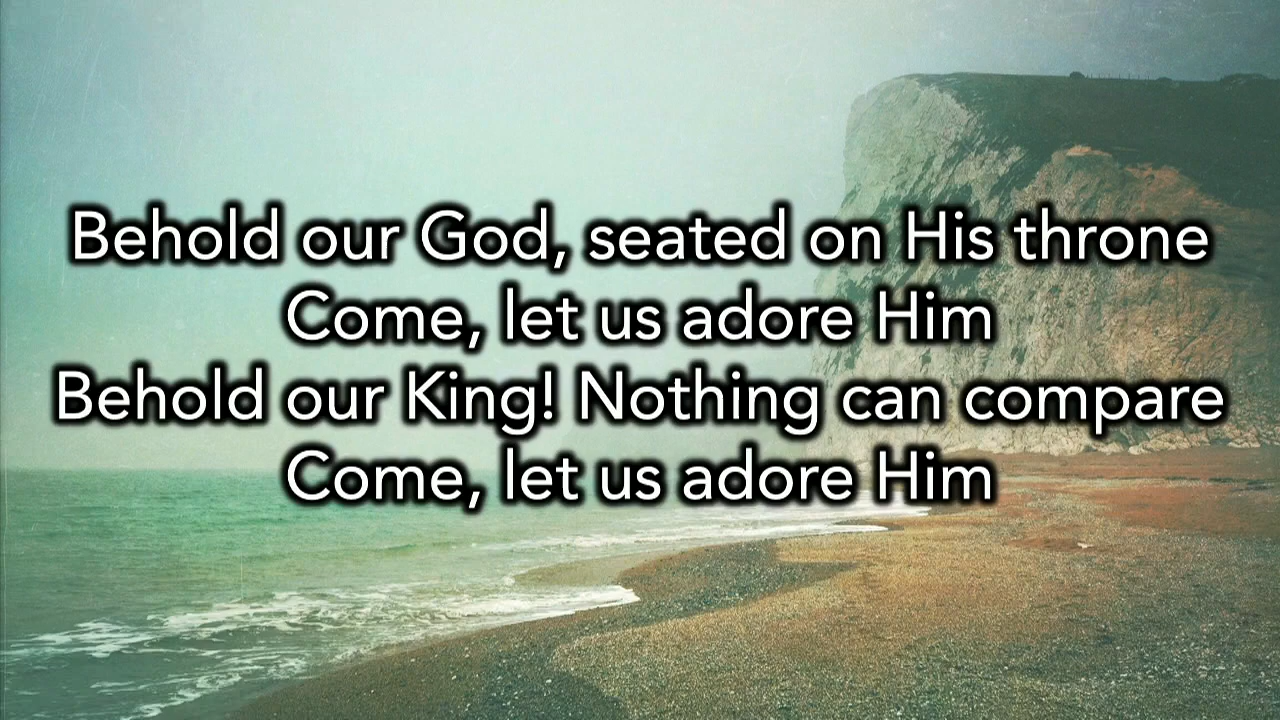 Behold our God, seated on His throne
Come, let us adore Him
Behold our King! Nothing can compare
Come, let us adore Him